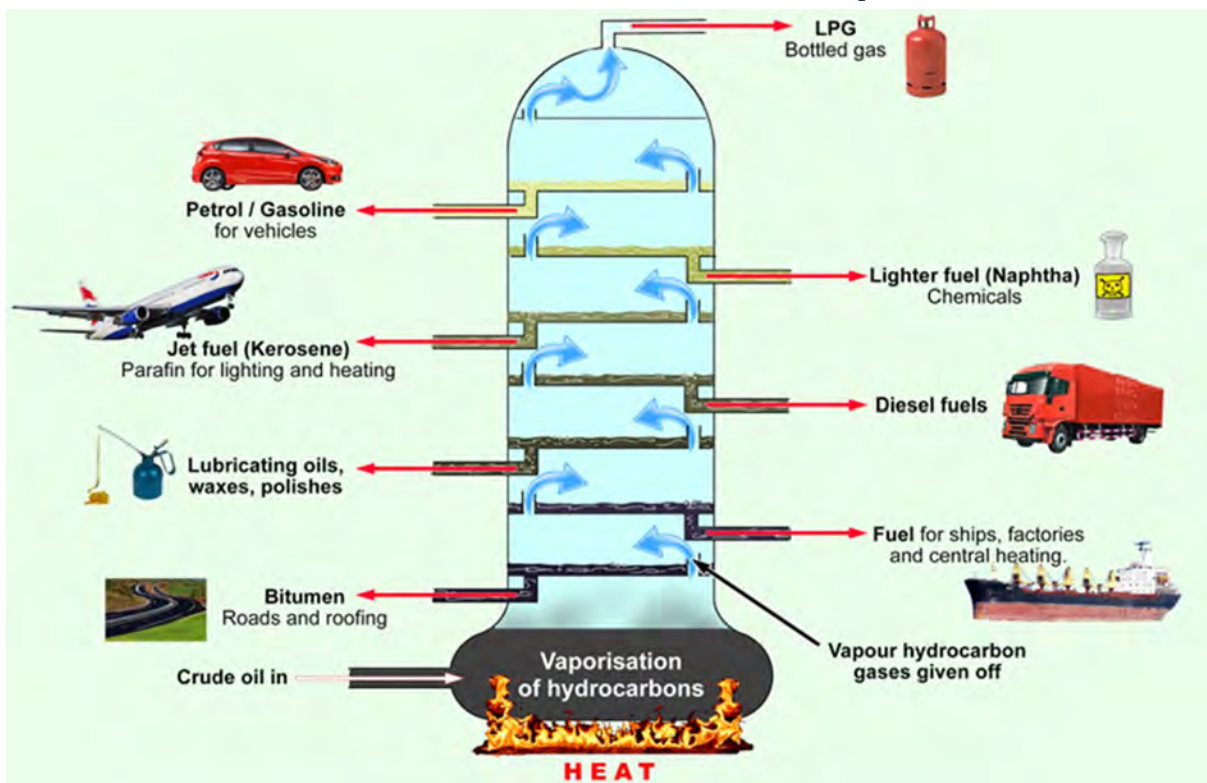 LPG
Bottled gas
Petrol / Gasoline
for vehicles
Lighter fuel (Naphtha)
Chemicals
Jet fuel (Kerosene)
Parafin for lighting and heating
Diesel fuels
Lubricating oils,
waxes, polishes
Fuel for ships, factories
and central heating.
Bitumen
Roads and roofing
Vapour hydrocarbon
gases given off
Crude oil in
Vaporisation
of hydrocarbons
HEAT